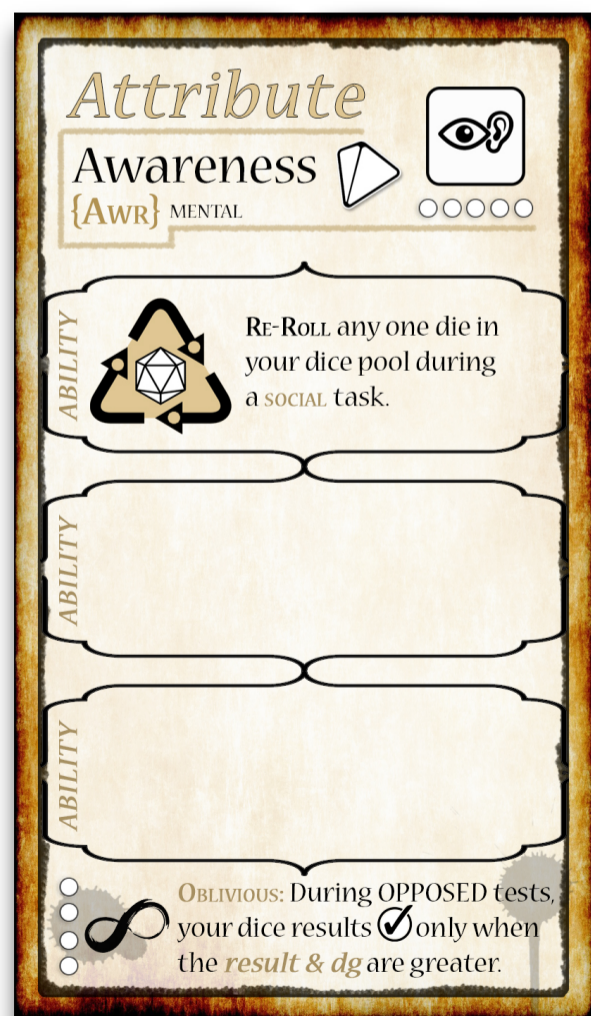 Attribute
Awareness
{AWR} MENTAL
ABILITY
RE-ROLL any one die in
your dice pool during
a SOCIAL task.
ABILITY
ABILITY
OBLIVIOUS: During OPPOSED tests,
your dice results only when
the result & dg are greater.